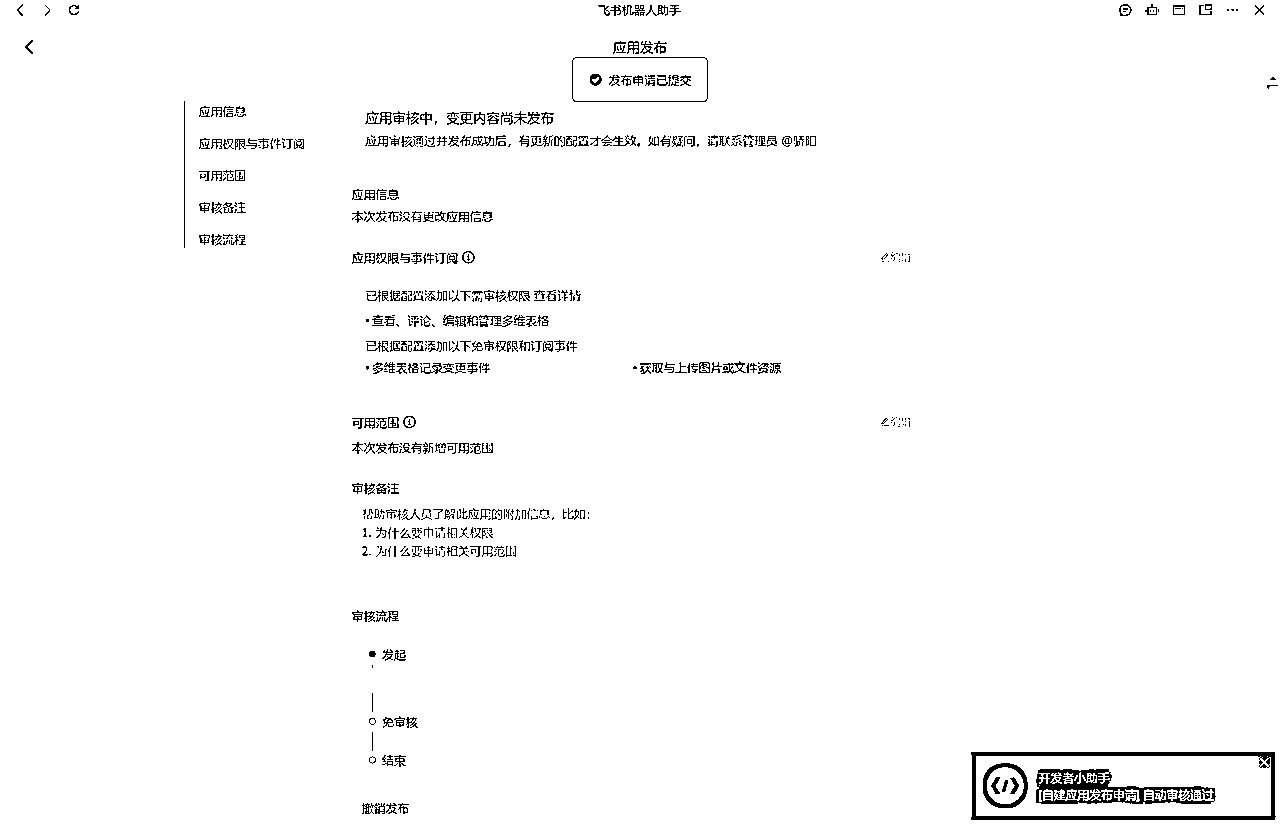 飞书机器人助手
应用发布
发布申请已提交
应用信息
应用权限与事件订阅
可用范围
审核备注
审核流程
应用审核中，变更内容尚未发布
应用审核通过并发布成功后，有更新的配置才会生效。如有疑问，请联系管理员 @骄阳
应用信息
本次发布没有更改应用信息
应用权限与事件订阅
编辑
已根据配置添加以下需审核权限 查看详情
• 查看、评论、编辑和管理多维表格
已根据配置添加以下免审权限和订阅事件
• 多维表格记录变更事件
• 获取与上传图片或文件资源
可用范围
编辑
本次发布没有新增可用范围
审核备注
帮助审核人员了解此应用的附加信息，比如：
1. 为什么要申请相关权限
2. 为什么要申请相关可用范围
审核流程
发起
免审核
结束
撤销发布
开发者小助手
[自建应用发布申请] 自动审核通过